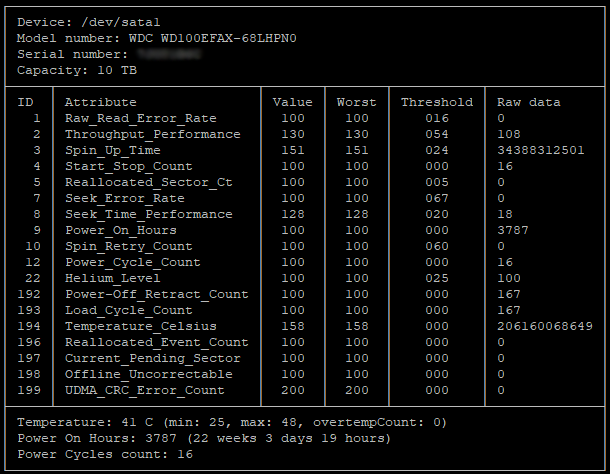 Device: /dev/sata1
Model number: WDC WD100EFAX-68LHPN0
Serial number:
Capacity: 10 TB
ID Attribute Value Worst Threshold Raw data
1 Raw_Read_Error_Rate 100 100 016 0
2 Throughput_Performance 130 130 054 108
3 Spin_Up_Time 151 151 024 34388312501
4 Start_Stop_Count 100 100 000 16
5 Reallocated_Sector_Ct 100 100 005 0
7 Seek_Error_Rate 100 100 067 0
8 Seek_Time_Performance 128 128 020 18
9 Power_On_Hours 100 100 000 3787
10 Spin_Retry_Count 100 100 060 0
12 Power_Cycle_Count 100 100 000 16
22 Helium_Level 100 100 025 100
192 Power-Off_Retract_Count 100 100 000 167
193 Load_Cycle_Count 100 100 000 167
194 Temperature_Celsius 158 158 000 206160068649
196 Reallocated_Event_Count 100 100 000 0
197 Current_Pending_Sector 100 100 000 0
198 Offline_Uncorrectable 100 100 000 0
199 UDMA_CRC_Error_Count 200 200 000 0
Temperature: 41 C (min: 25, max: 48, overtempCount: 0)
Power On Hours: 3787 (22 weeks 3 days 19 hours)
Power Cycles count: 16